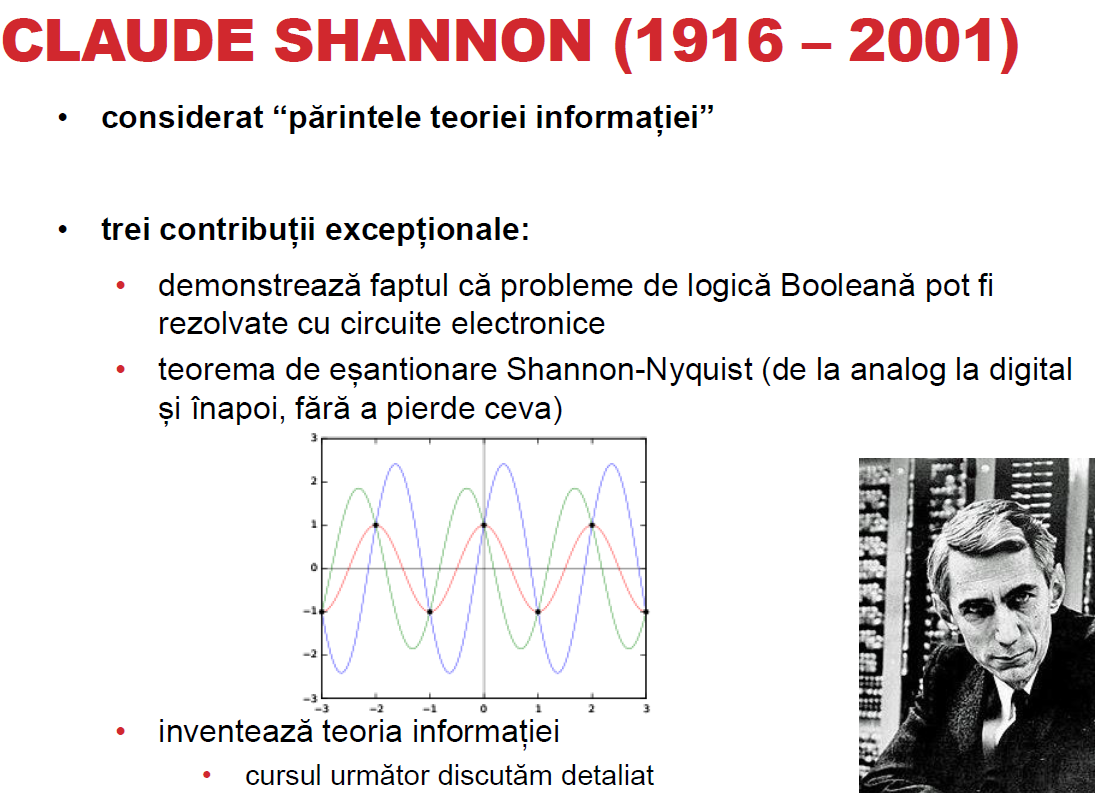 CLAUDE SHANNON (1916 – 2001)
• considerat “părintele teoriei informației”
• trei contribuții excepționale:
• demonstrează faptul că probleme de logică Booleană pot fi
rezolvate cu circuite electronice
• teorema de eșantionare Shannon-Nyquist (de la analog la digital
și înapoi, fără a pierde ceva)
3
2
1
0
−1
−2
−3
−3 −2 −1 0 1 2 3
• inventează teoria informației
• cursul următor discutăm detaliat